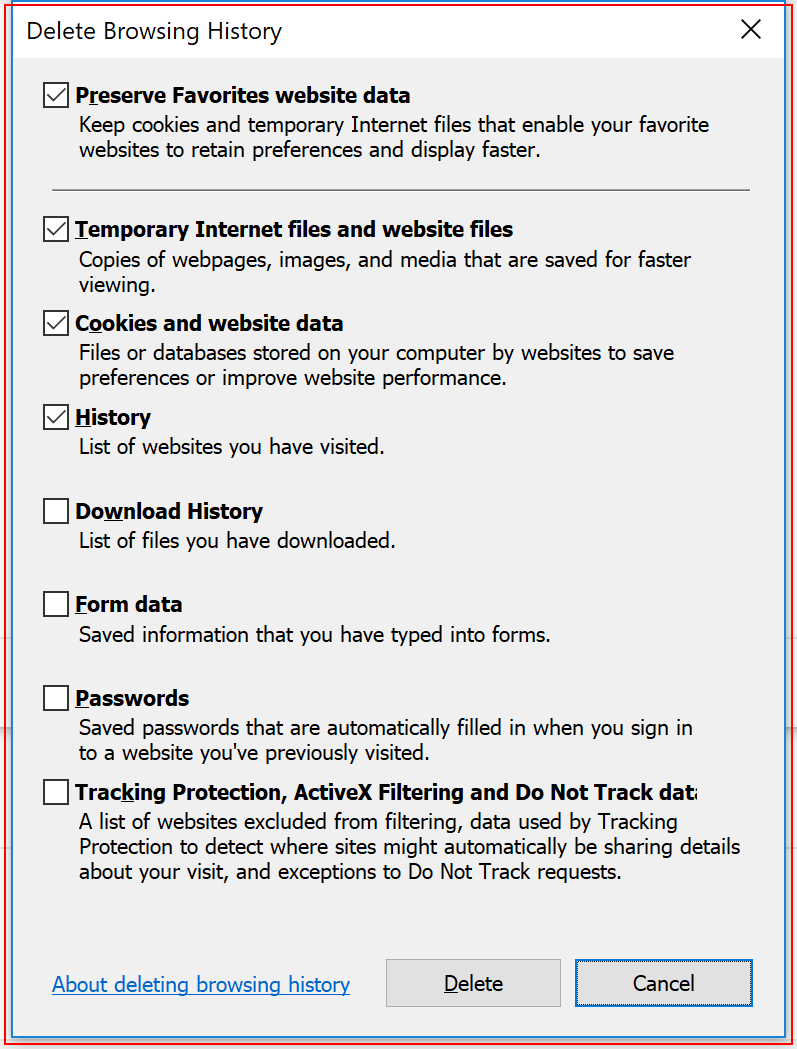 Delete Browsing History
Preserve Favorites website data
Keep cookies and temporary Internet files that enable your favorite
websites to retain preferences and display faster.
Temporary Internet files and website files
Copies of webpages, images, and media that are saved for faster
viewing.
Cookies and website data
Files or databases stored on your computer by websites to save
preferences or improve website performance.
History
List of websites you have visited.
Download History
List of files you have downloaded.
Form data
Saved information that you have typed into forms.
Passwords
Saved passwords that are automatically filled in when you sign in
to a website you've previously visited.
Tracking Protection, ActiveX Filtering and Do Not Track data
A list of websites excluded from filtering, data used by Tracking
Protection to detect where sites might automatically be sharing details
about your visit, and exceptions to Do Not Track requests.
About deleting browsing history
Delete
Cancel